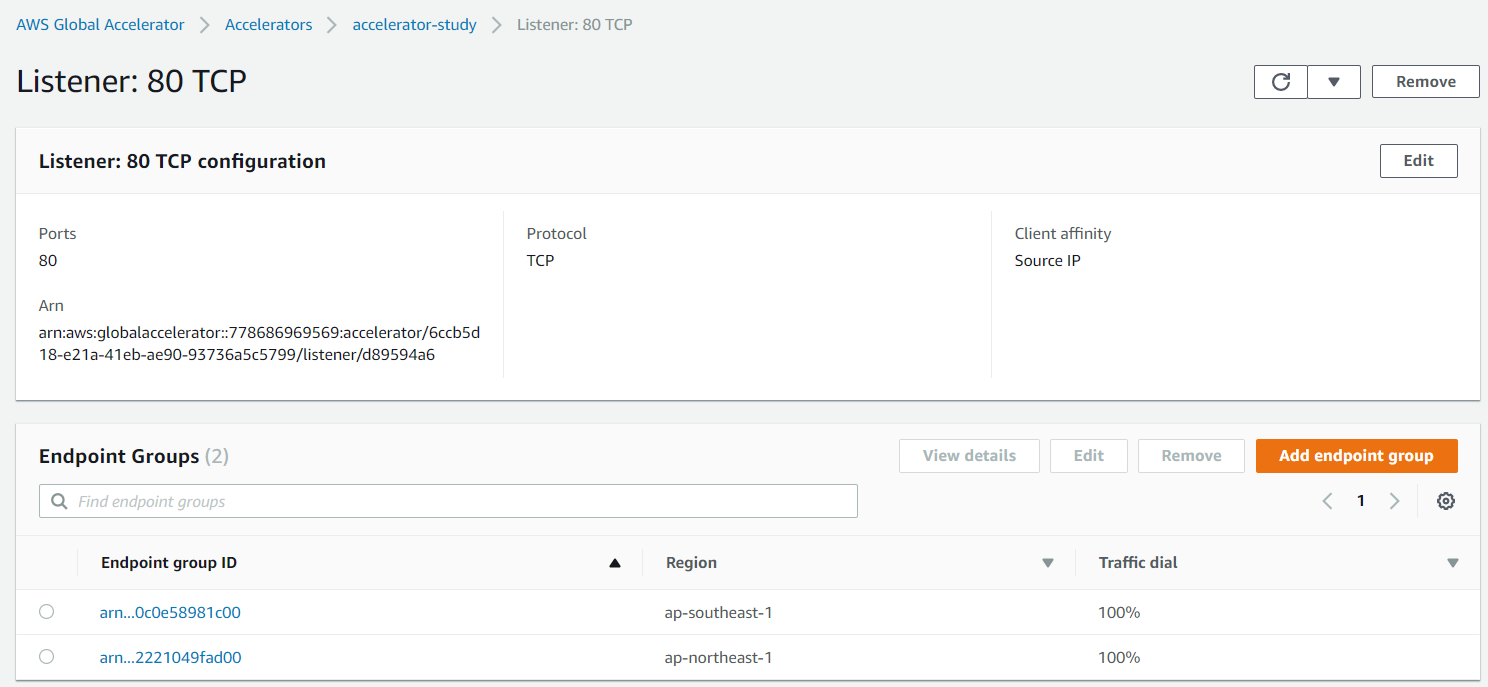 AWS Global Accelerator > Accelerators > accelerator-study > Listener: 80 TCP
Listener: 80 TCP
Remove
Listener: 80 TCP configuration
Edit
Ports
80
Protocol
TCP
Client affinity
Source IP
Arn
arn:aws:globalaccelerator::778686969569:accelerator/6ccb5d
18-e21a-41eb-ae90-93736a5c5799/listener/d89594a6
Endpoint Groups (2)
View details
Edit
Remove
Add endpoint group
Find endpoint groups
1
Endpoint group ID
Region
Traffic dial
arn...0c0e58981c00
ap-southeast-1
100%
arn...2221049fad00
ap-northeast-1
100%